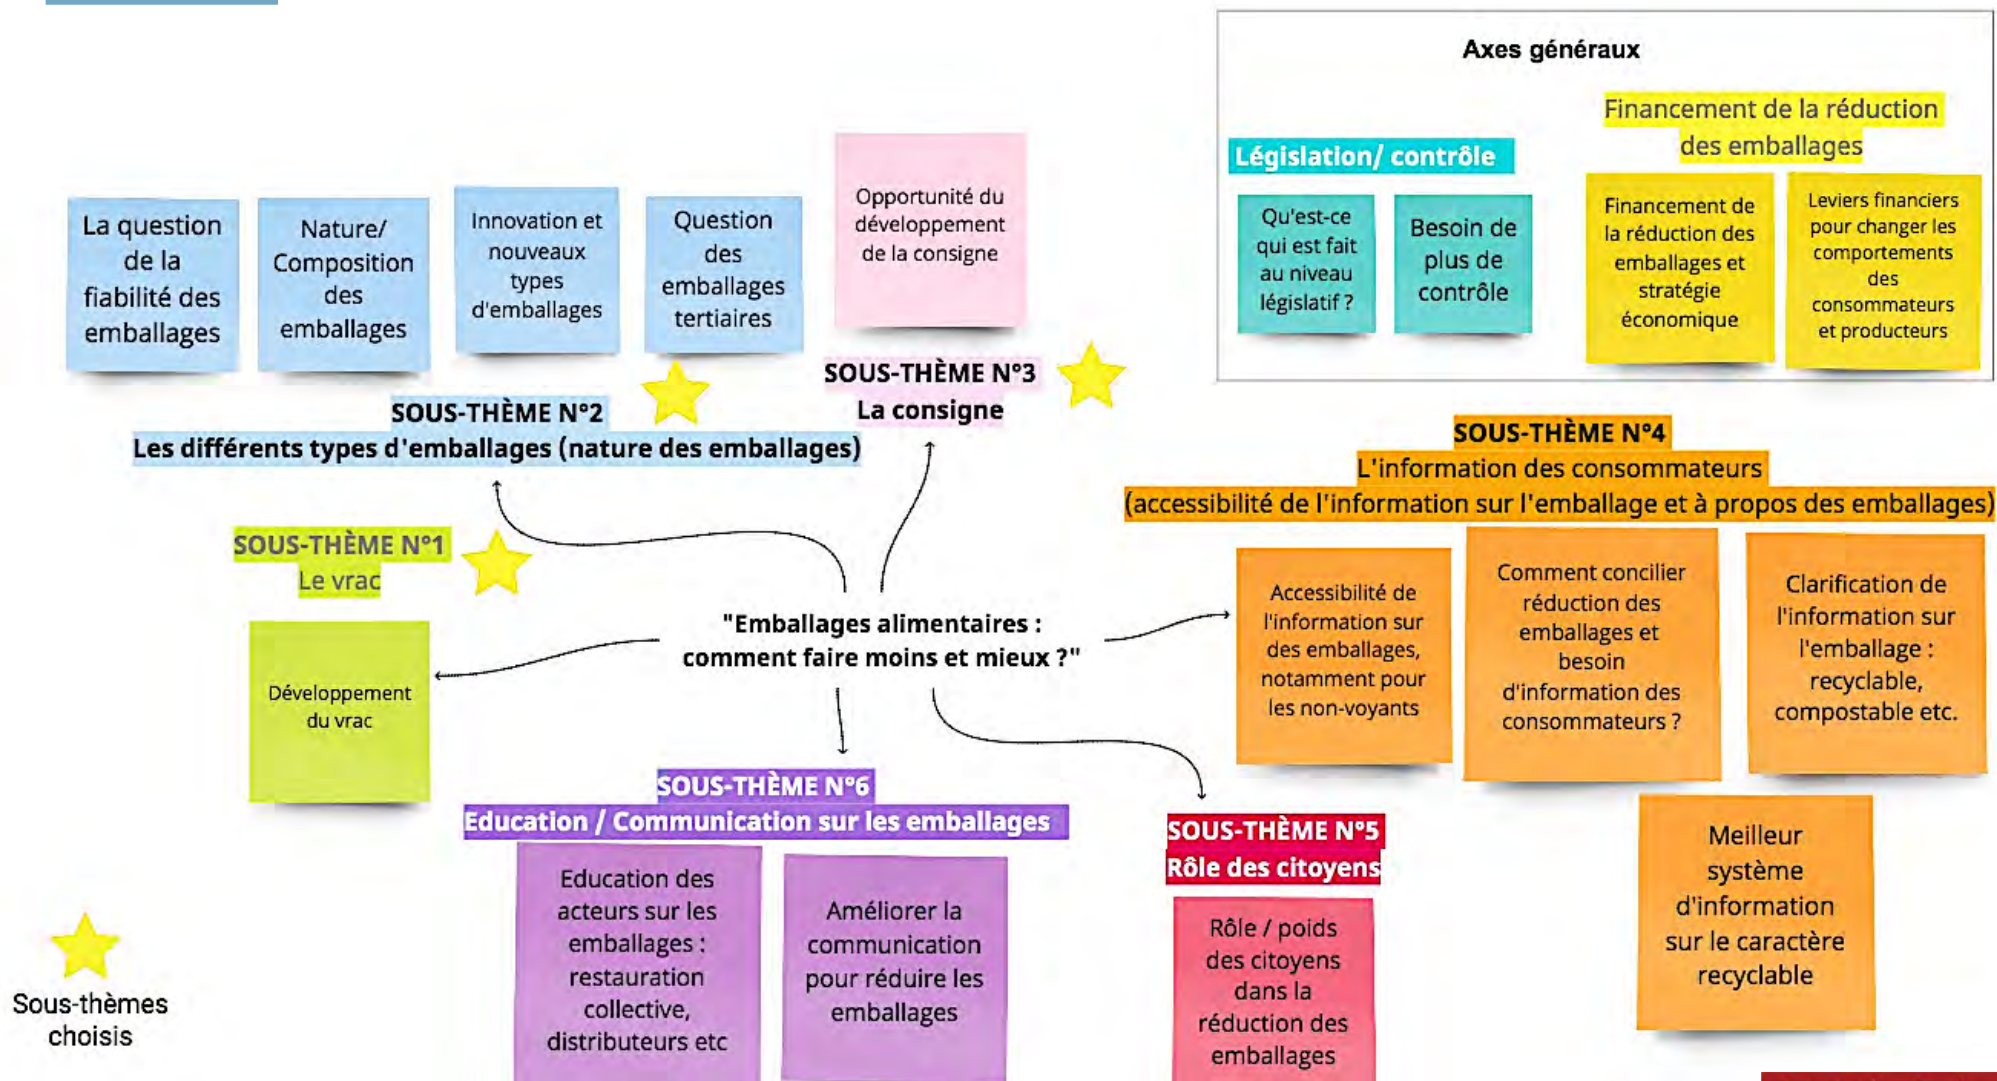 Axes généraux
Législation/ contrôle
Qu'est-ce
qui est fait
au niveau
législatif ?
Besoin de
plus de
contrôle
Financement de la réduction
des emballages
Financement de
la réduction des
emballages et
stratégie
économique
Leviers financiers
pour changer les
comportements
des
consommateurs
et producteurs
La question
de la
fiabilité des
emballages
Nature/
Composition
des
emballages
Innovation et
nouveaux
types
d'emballages
Question
des
emballages
tertiaires
SOUS-THÈME N°2
Les différents types d'emballages (nature des emballages)
Opportunité du
développement
de la consigne
SOUS-THÈME N°3
La consigne
SOUS-THÈME N°4
L'information des consommateurs
(accessibilité de l'information sur l'emballage et à propos des emballages)
Accessibilité de
l'information sur
des emballages,
notamment pour
les non-voyants
Comment concilier
réduction des
emballages et
besoin
d'information des
consommateurs ?
Clarification de
l'information sur
l'emballage :
recyclable,
compostable etc.
Meilleur
système
d'information
sur le caractère
recyclable
SOUS-THÈME N°1
Le vrac
Développement
du vrac
"Emballages alimentaires :
comment faire moins et mieux ?"
SOUS-THÈME N°6
Education / Communication sur les emballages
Education des
acteurs sur les
emballages :
restauration
collective,
distributeurs etc
Améliorer la
communication
pour réduire les
emballages
SOUS-THÈME N°5
Rôle des citoyens
Rôle / poids
des citoyens
dans la
réduction des
emballages
Sous-thèmes
choisis